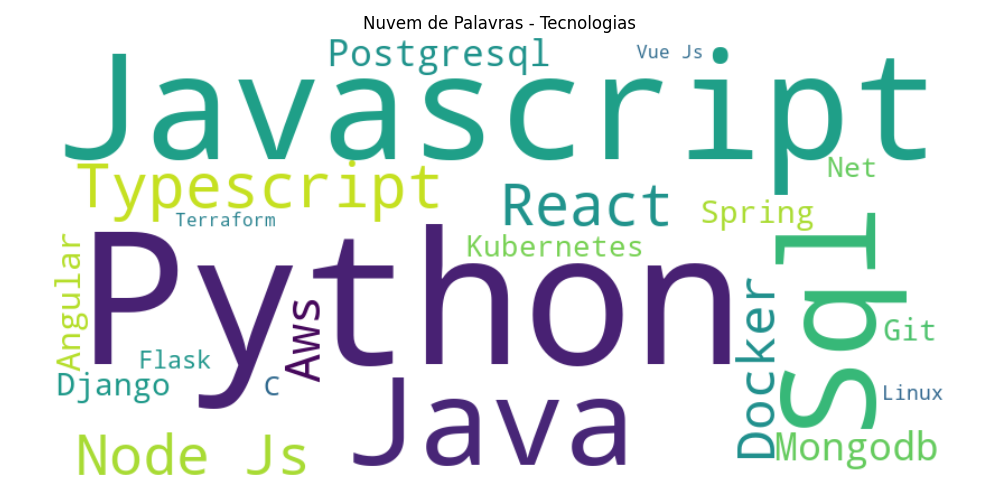 Nuvem de Palavras - Tecnologias
Postgresql
Vue Js
Javascript
Net
Typescript
React
Spring
Terraform
Kubernetes
Python
Sql
Angular
Aws
Docker
Git
Flask
Django
C
Java
Linux
Node Js
Mongodb